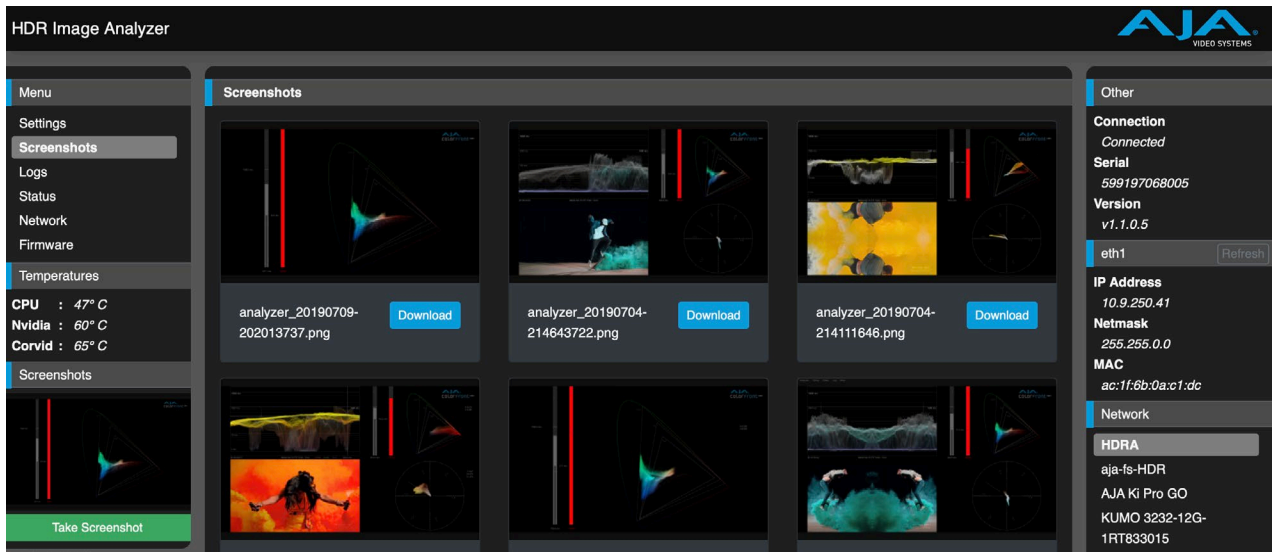 HDR Image Analyzer
AJA
VIDEO SYSTEMS
Menu
Settings
Screenshots
Logs
Status
Network
Firmware
Temperatures
CPU : 47° C
Nvidia : 60° C
Corvid : 65° C
Screenshots
Take Screenshot
Screenshots
analyzer_20190709-
202013737.png
Download
analyzer_20190704-
214643722.png
Download
analyzer_20190704-
214111646.png
Download
Other
Connection
Connected
Serial
599197068005
Version
v1.1.0.5
eth1
Refresh
IP Address
10.9.250.41
Netmask
255.255.0.0
MAC
ac:1f:6b:0a:c1:dc
Network
HDRA
aja-fs-HDR
AJA Ki Pro GO
KUMO 3232-12G-
1RT833015